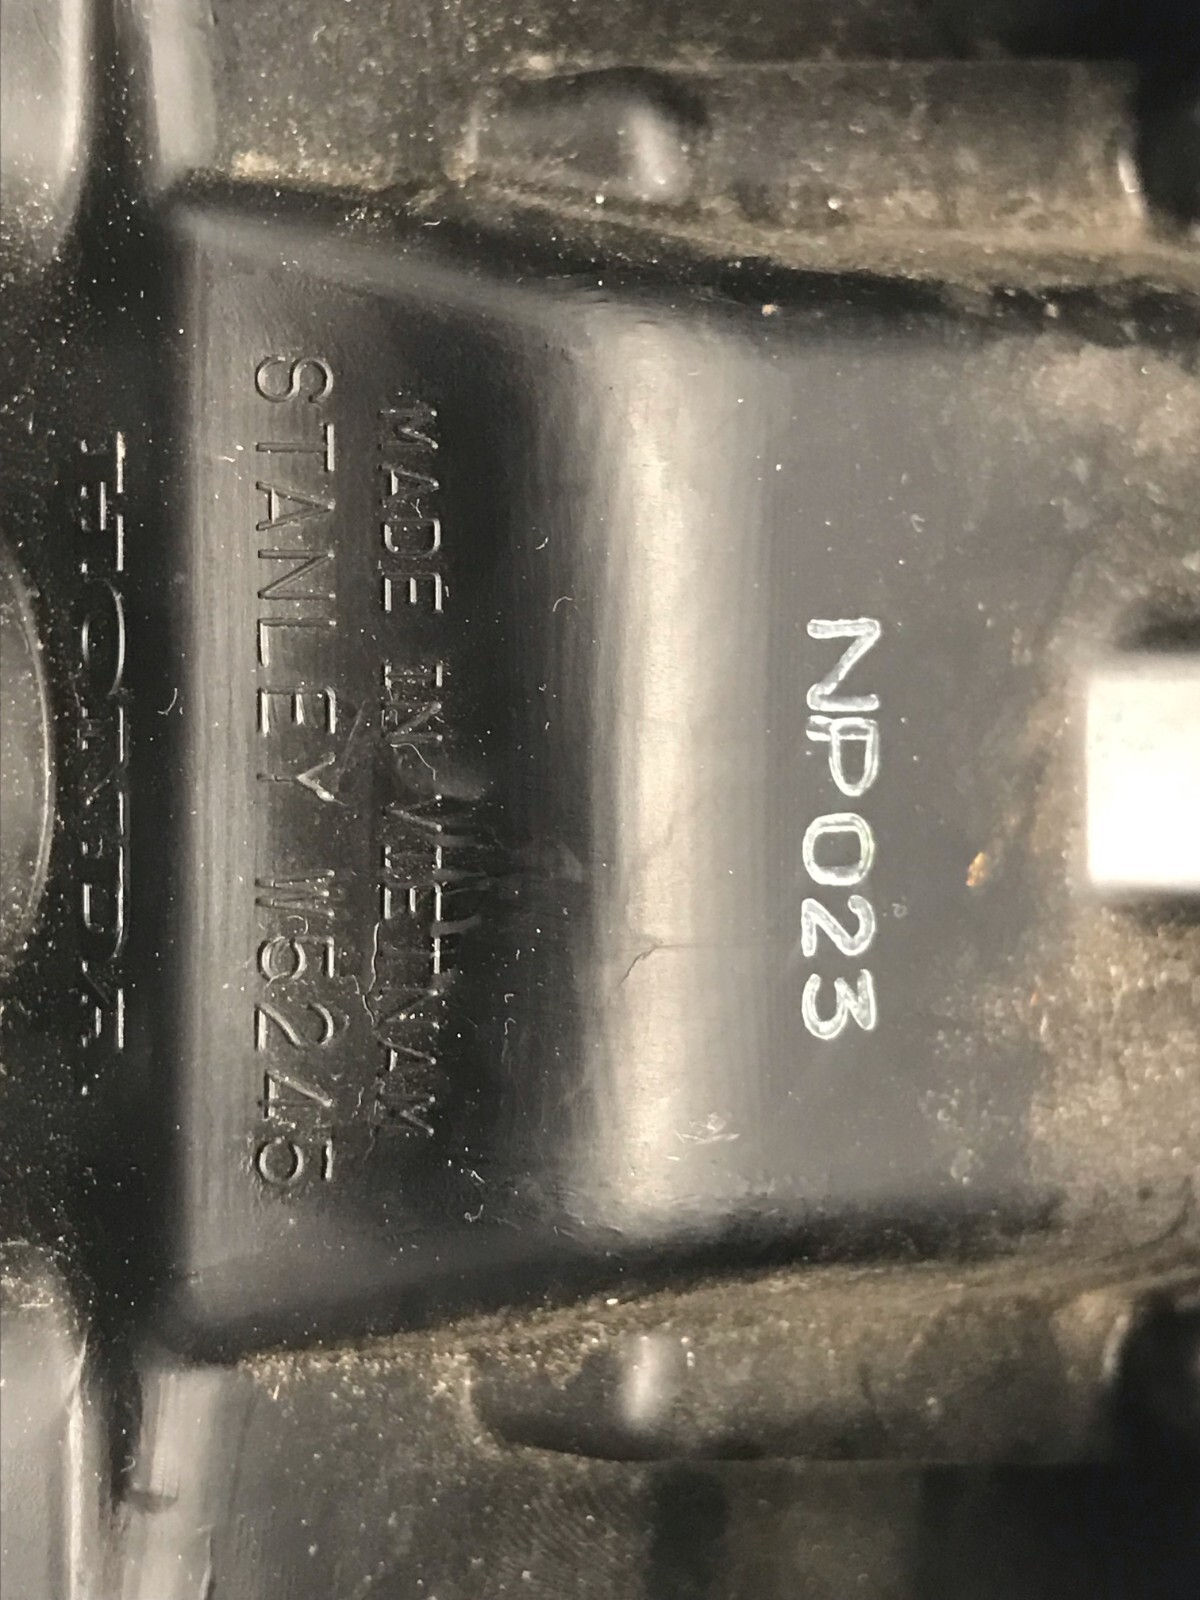 NP023
MADE IN VIETNAM
STANLEY W5245
HONDA